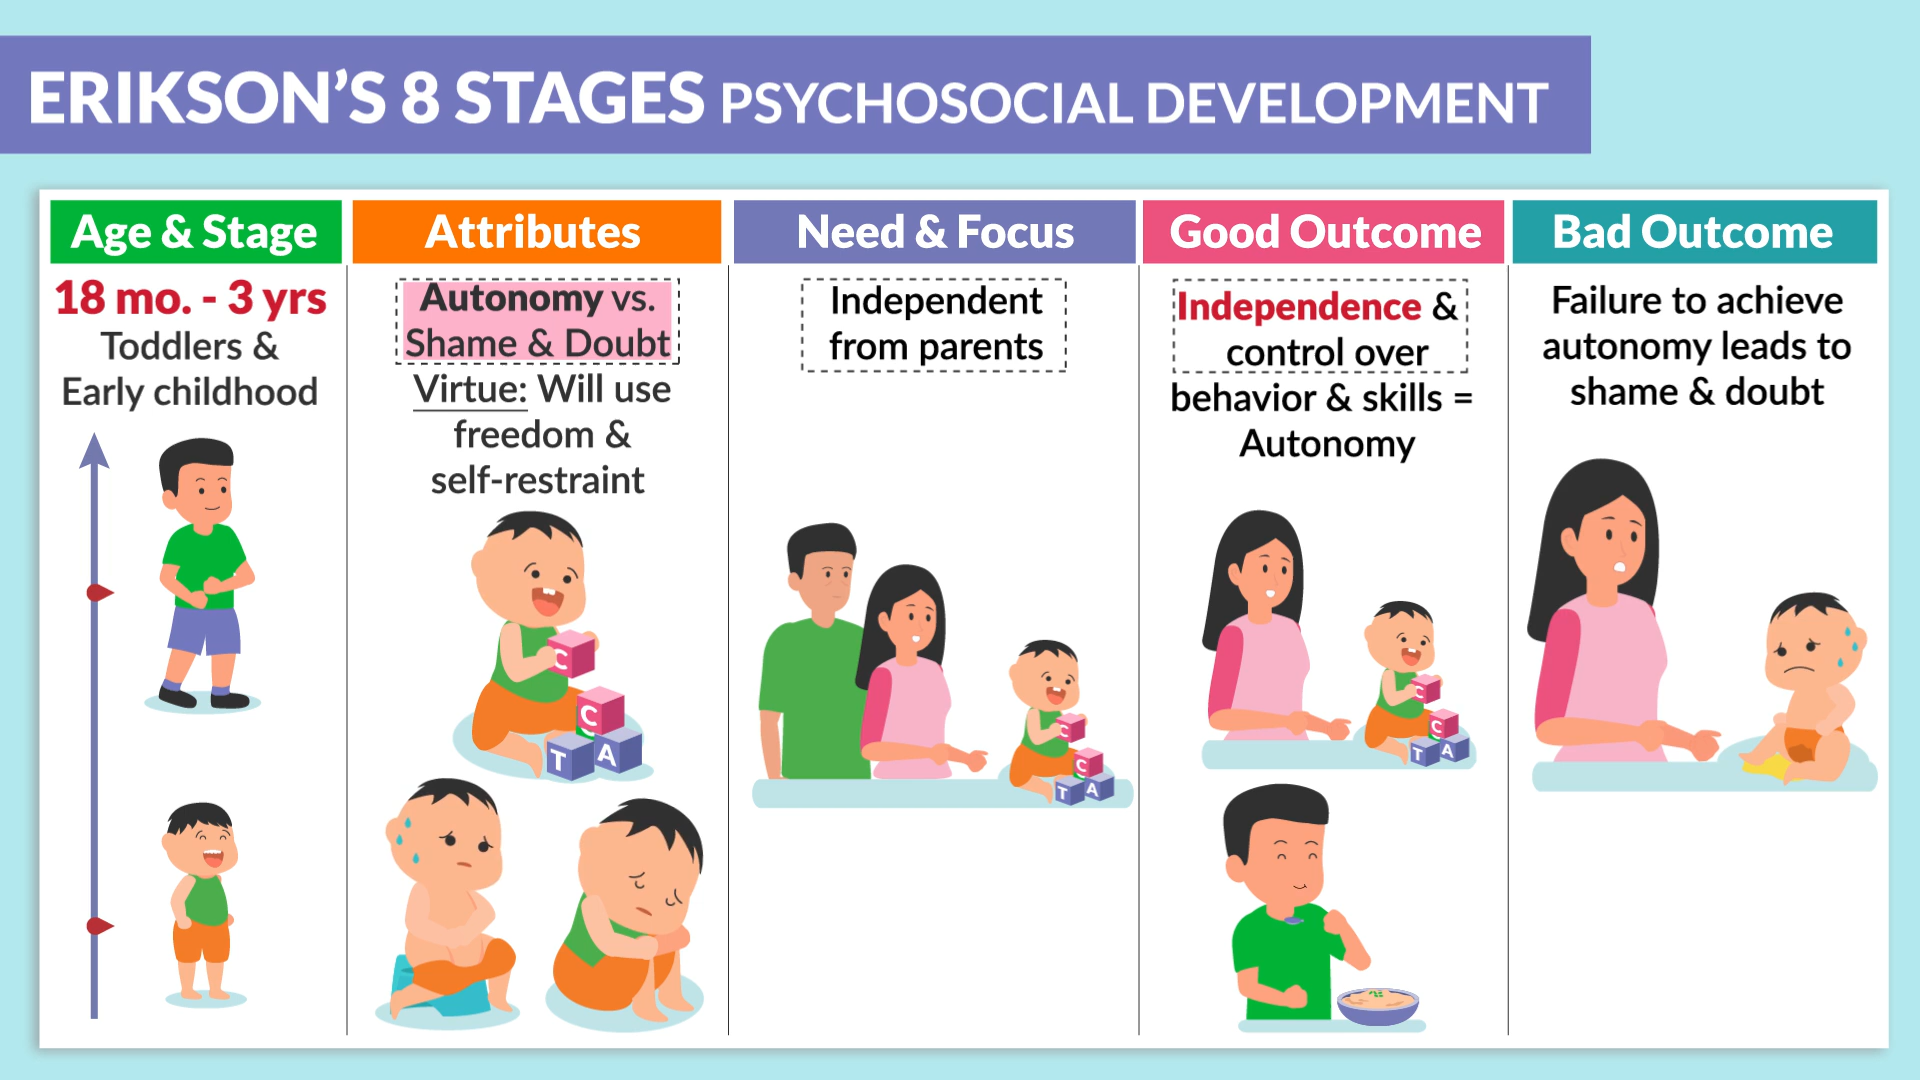 ERIKSON'S 8 STAGES PSYCHOSOCIAL DEVELOPMENT
Age & Stage
18 mo. - 3 yrs
Toddlers &
Early childhood
Attributes
Autonomy vs.
Shame & Doubt
Virtue: Will use
freedom &
self-restraint
C
C
T A
Need & Focus
Independent
from parents
C
C
T A
Good Outcome
Independence &
control over
behavior & skills =
Autonomy
C
C
T A
Bad Outcome
Failure to achieve
autonomy leads to
shame & doubt